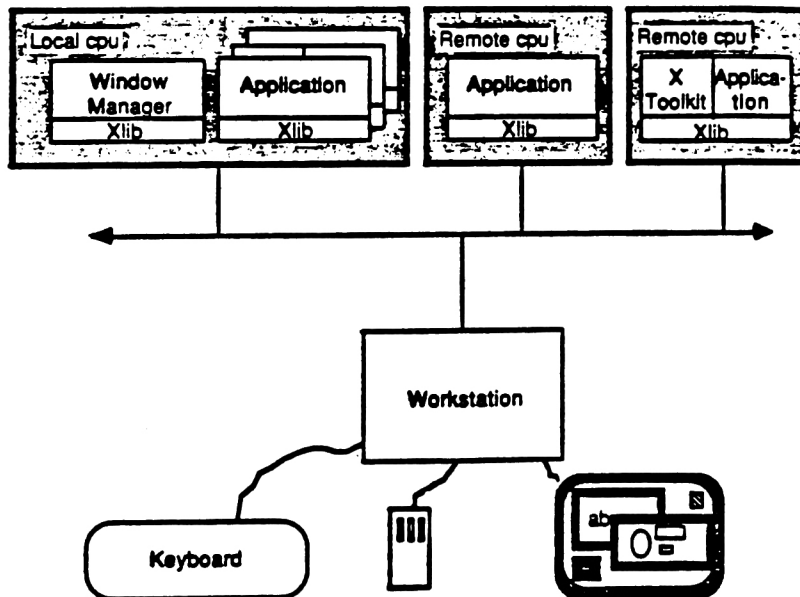 Local cpu
Window
Manager
Xlib
Application
Xlib
Remote cpu
Application
Xlib
Remote cpu
X
Toolkit
Applica-
tion
Xlib
Workstation
Keyboard
ab